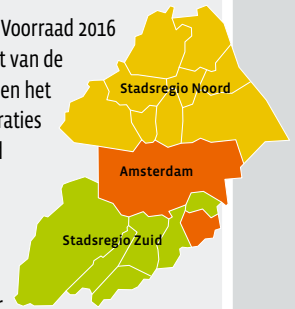 Voorraad 2016
t van de
en het
raties
Stadsregio Noord
Amsterdam
Stadsregio Zuid